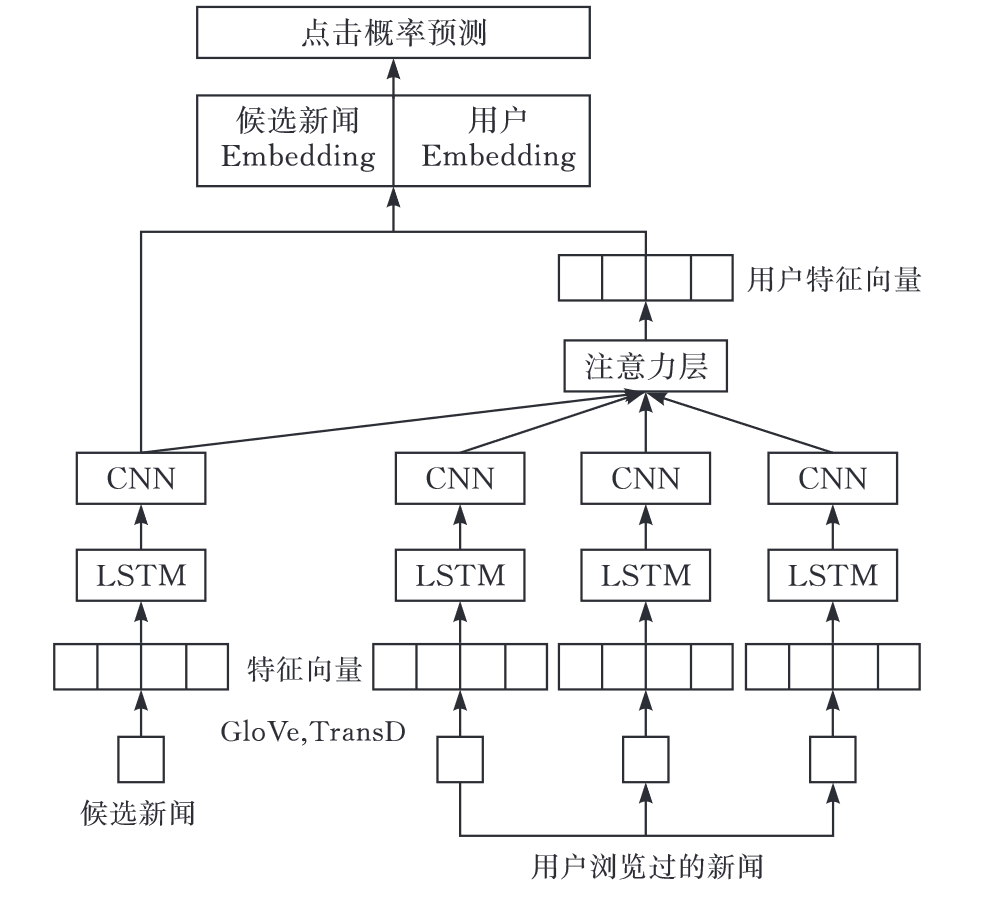 点击概率预测
候选新闻
Embedding
用户
Embedding
用户特征向量
注意力层
CNN
CNN
CNN
CNN
LSTM
LSTM
LSTM
LSTM
特征向量
GloVe,TransD
候选新闻
用户浏览过的新闻